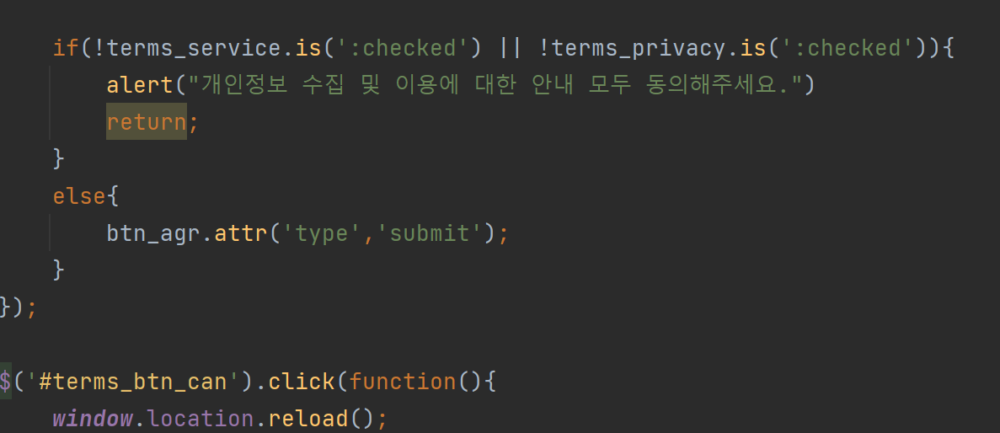 if(!terms_service.is(':checked') || !terms_privacy.is(':checked')){
alert("개인정보 수집 및 이용에 대한 안내 모두 동의해주세요.")
return;
}
else{
btn_agr.attr('type','submit');
}
});
$('#terms_btn_can').click(function(){
window.location.reload();